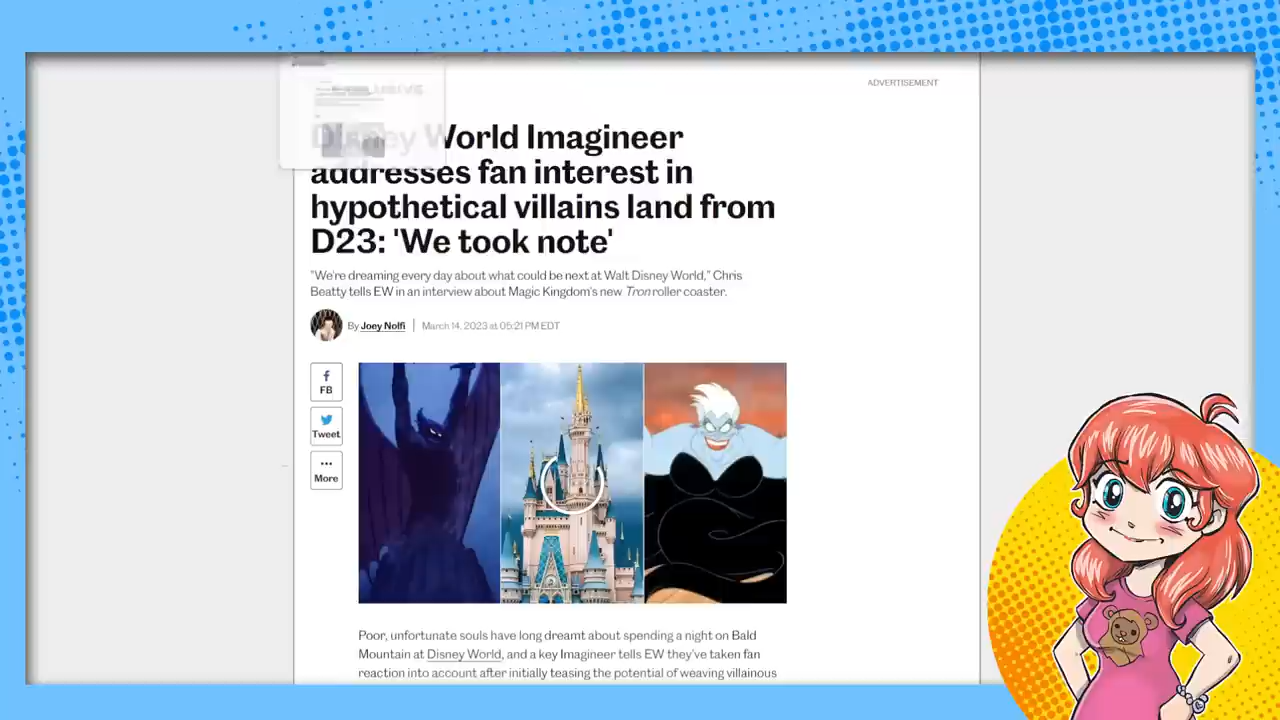 ADVERTISEMENT
Disney World Imagineer
addresses fan interest in
hypothetical villains land from
D23: 'We took note'
"We're dreaming every day about what could be next at Walt Disney World," Chris
Beatty tells EW in an interview about Magic Kingdom's new Tron roller coaster.
By Joey Nolfi | March 14, 2023 at 05:21 PM EDT
FB
Tweet
More
Poor, unfortunate souls have long dreamt about spending a night on Bald
Mountain at Disney World, and a key Imagineer tells EW they've taken fan
reaction into account after initially teasing the potential of weaving villainous